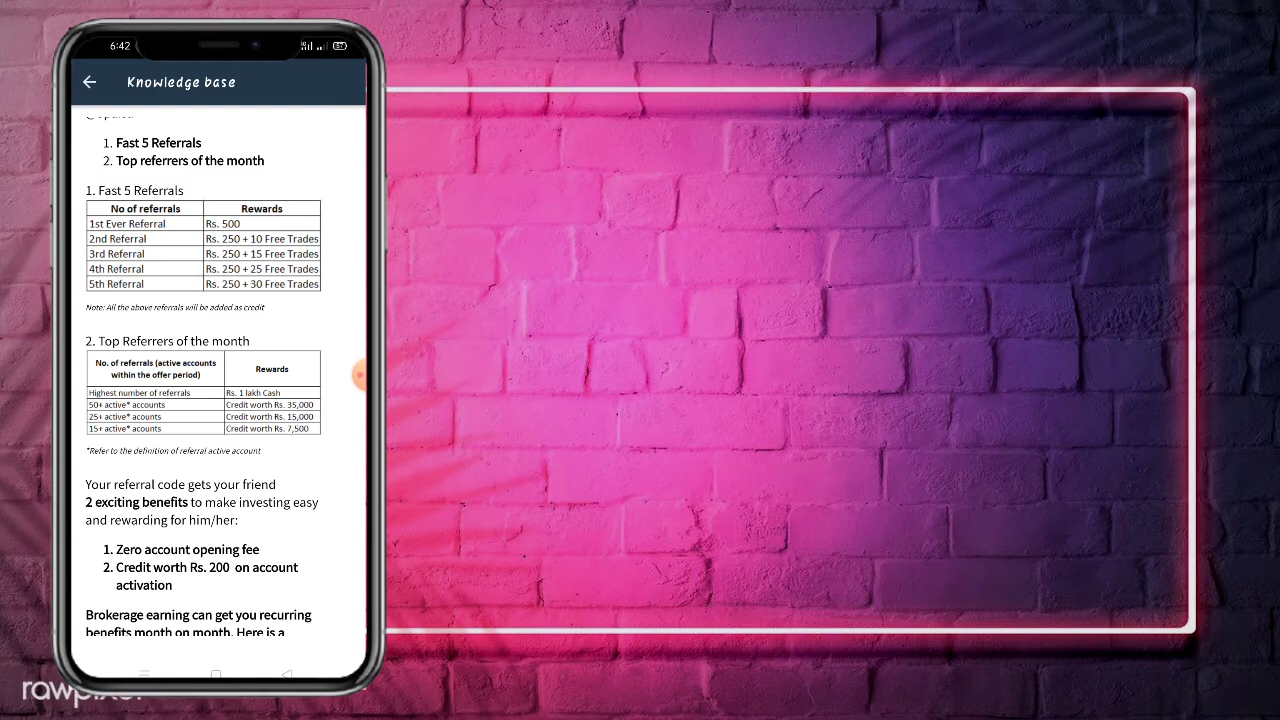 6:42
57
Knowledge base
1. Fast 5 Referrals
2. Top referrers of the month
1. Fast 5 Referrals
No of referrals Rewards
1st Ever Referral Rs. 500
2nd Referral Rs. 250 + 10 Free Trades
3rd Referral Rs. 250 + 15 Free Trades
4th Referral Rs. 250 + 25 Free Trades
5th Referral Rs. 250 + 30 Free Trades
Note: All the above referrals will be added as credit
2. Top Referrers of the month
No. of referrals (active accounts
within the offer period) Rewards
Highest number of referrals Rs. 1 lakh Cash
50+ active* accounts Credit worth Rs. 35,000
25+ active* acounts Credit worth Rs. 15,000
15+ active* acounts Credit worth Rs. 7,500
*Refer to the definition of referral active account
Your referral code gets your friend
2 exciting benefits to make investing easy
and rewarding for him/her:
1. Zero account opening fee
2. Credit worth Rs. 200 on account
activation
Brokerage earning can get you recurring
benefits month on month. Here is a
rawpixel